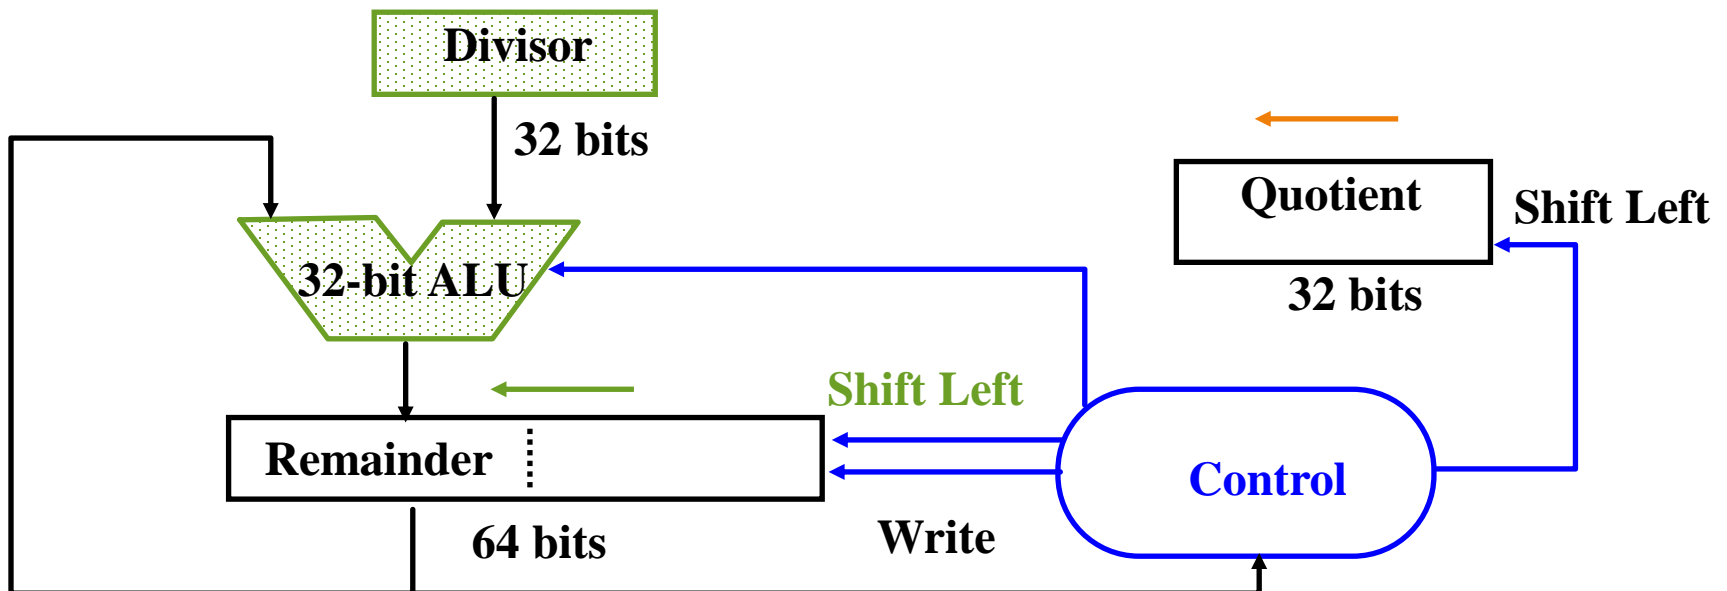 Divisor
32 bits
Quotient
Shift Left
32-bit ALU
32 bits
Shift Left
Remainder
Control
64 bits
Write